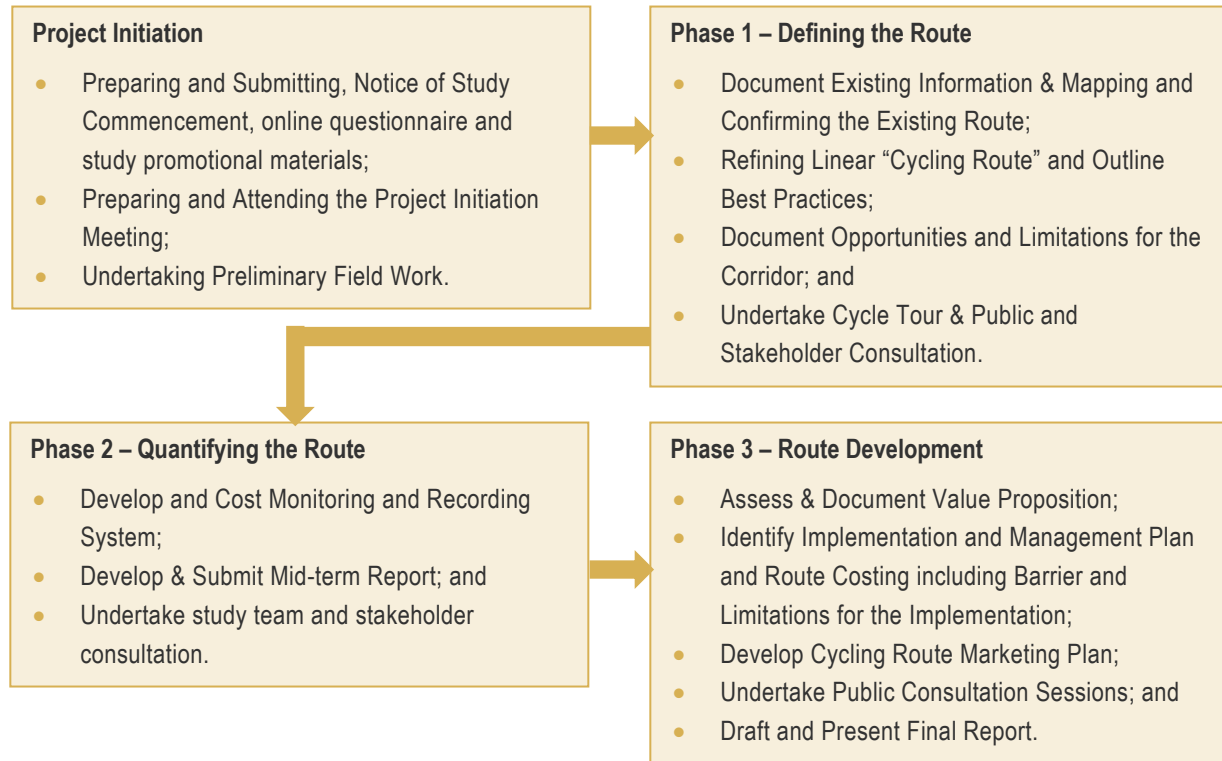 Project Initiation
● Preparing and Submitting, Notice of Study
Commencement, online questionnaire and
study promotional materials;
● Preparing and Attending the Project Initiation
Meeting;
● Undertaking Preliminary Field Work.
Phase 1 – Defining the Route
● Document Existing Information & Mapping and
Confirming the Existing Route;
● Refining Linear “Cycling Route” and Outline
Best Practices;
● Document Opportunities and Limitations for the
Corridor; and
● Undertake Cycle Tour & Public and
Stakeholder Consultation.
Phase 2 – Quantifying the Route
● Develop and Cost Monitoring and Recording
System;
● Develop & Submit Mid-term Report; and
● Undertake study team and stakeholder
consultation.
Phase 3 – Route Development
● Assess & Document Value Proposition;
● Identify Implementation and Management Plan
and Route Costing including Barrier and
Limitations for the Implementation;
● Develop Cycling Route Marketing Plan;
● Undertake Public Consultation Sessions; and
● Draft and Present Final Report.